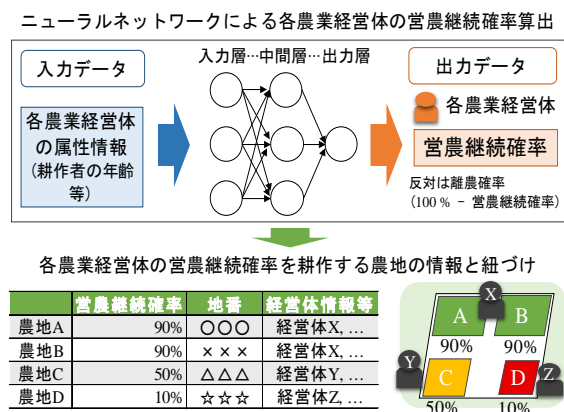 ニューラルネットワークによる各農業経営体の営農継続確率算出
入力データ
入力層…中間層…出力層
出力データ
各農業経営体
の属性情報
(耕作者の年齢
等)
各農業経営体
営農継続確率
反対は離農確率
(100 % − 営農継続確率)
各農業経営体の営農継続確率を耕作する農地の情報と紐づけ
営農継続確率 地番 経営体情報等
農地A 90% 〇〇〇 経営体X, …
農地B 90% ××× 経営体X, …
農地C 50% △△△ 経営体Y, …
農地D 10% ☆☆☆ 経営体Z, …
X
A B
90% 90%
Y C D Z
50% 10%